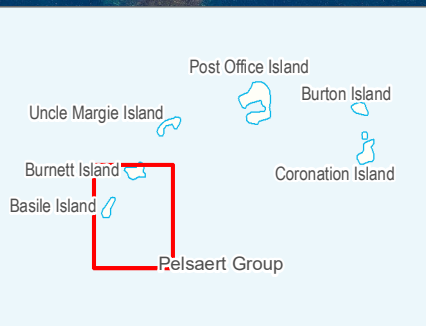 Post Office Island
Burton Island
Uncle Margie Island
Burnett Island
Coronation Island
Basile Island
Pelsaert Group